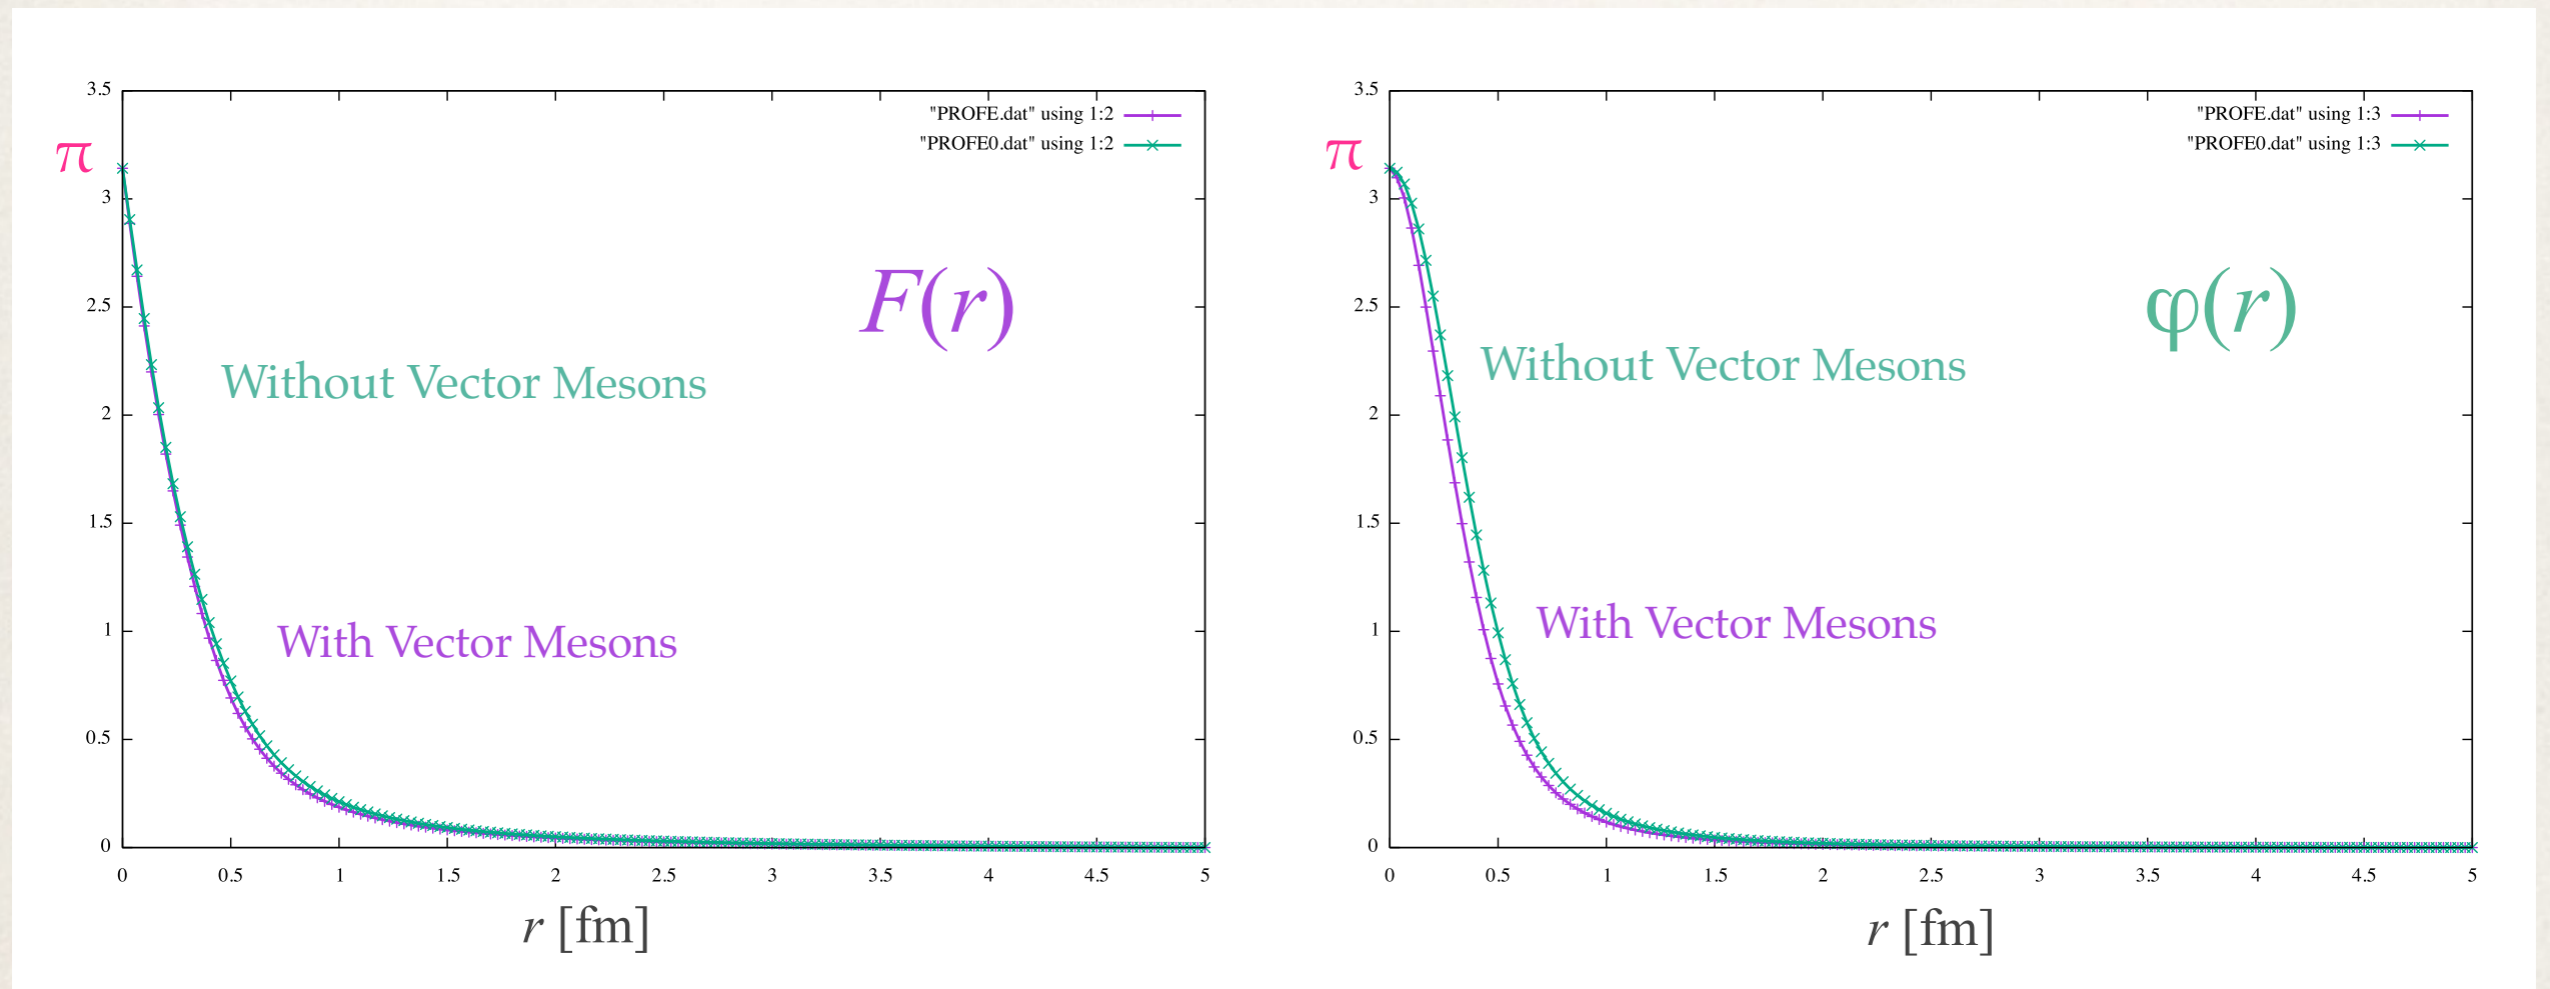 "PROFE.dat" using 1:2
"PROFE0.dat" using 1:2
3.5
π
3
2.5
2
1.5
1
0.5
0
F(r)
Without Vector Mesons
With Vector Mesons
0 0.5 1 1.5 2 2.5 3 3.5 4 4.5 5
r [fm]
"PROFE.dat" using 1:3
"PROFE0.dat" using 1:3
3.5
π
3
2.5
2
1.5
1
0.5
0
φ(r)
Without Vector Mesons
With Vector Mesons
0 0.5 1 1.5 2 2.5 3 3.5 4 4.5 5
r [fm]